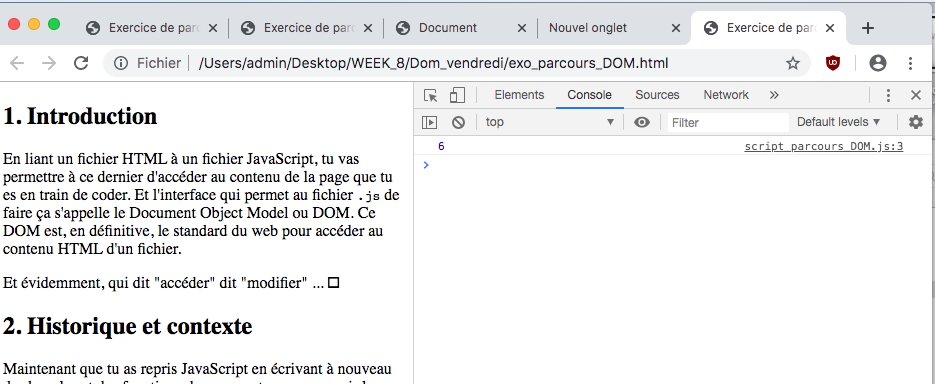 Exercice de parc
Exercice de parc
Document
Nouvel onglet
Exercice de parc
Fichier /Users/admin/Desktop/WEEK_8/Dom_vendredi/exo_parcours_DOM.html
1. Introduction
En liant un fichier HTML à un fichier JavaScript, tu vas
permettre à ce dernier d'accéder au contenu de la page que tu
es en train de coder. Et l'interface qui permet au fichier .js de
faire ça s'appelle le Document Object Model ou DOM. Ce
DOM est, en définitive, le standard du web pour accéder au
contenu HTML d'un fichier.
Et évidemment, qui dit "accéder" dit "modifier" ...
2. Historique et contexte
Maintenant que tu as repris JavaScript en écrivant à nouveau
Elements Console Sources Network »
top Filter Default levels
6 script_parcours_DOM.js:3